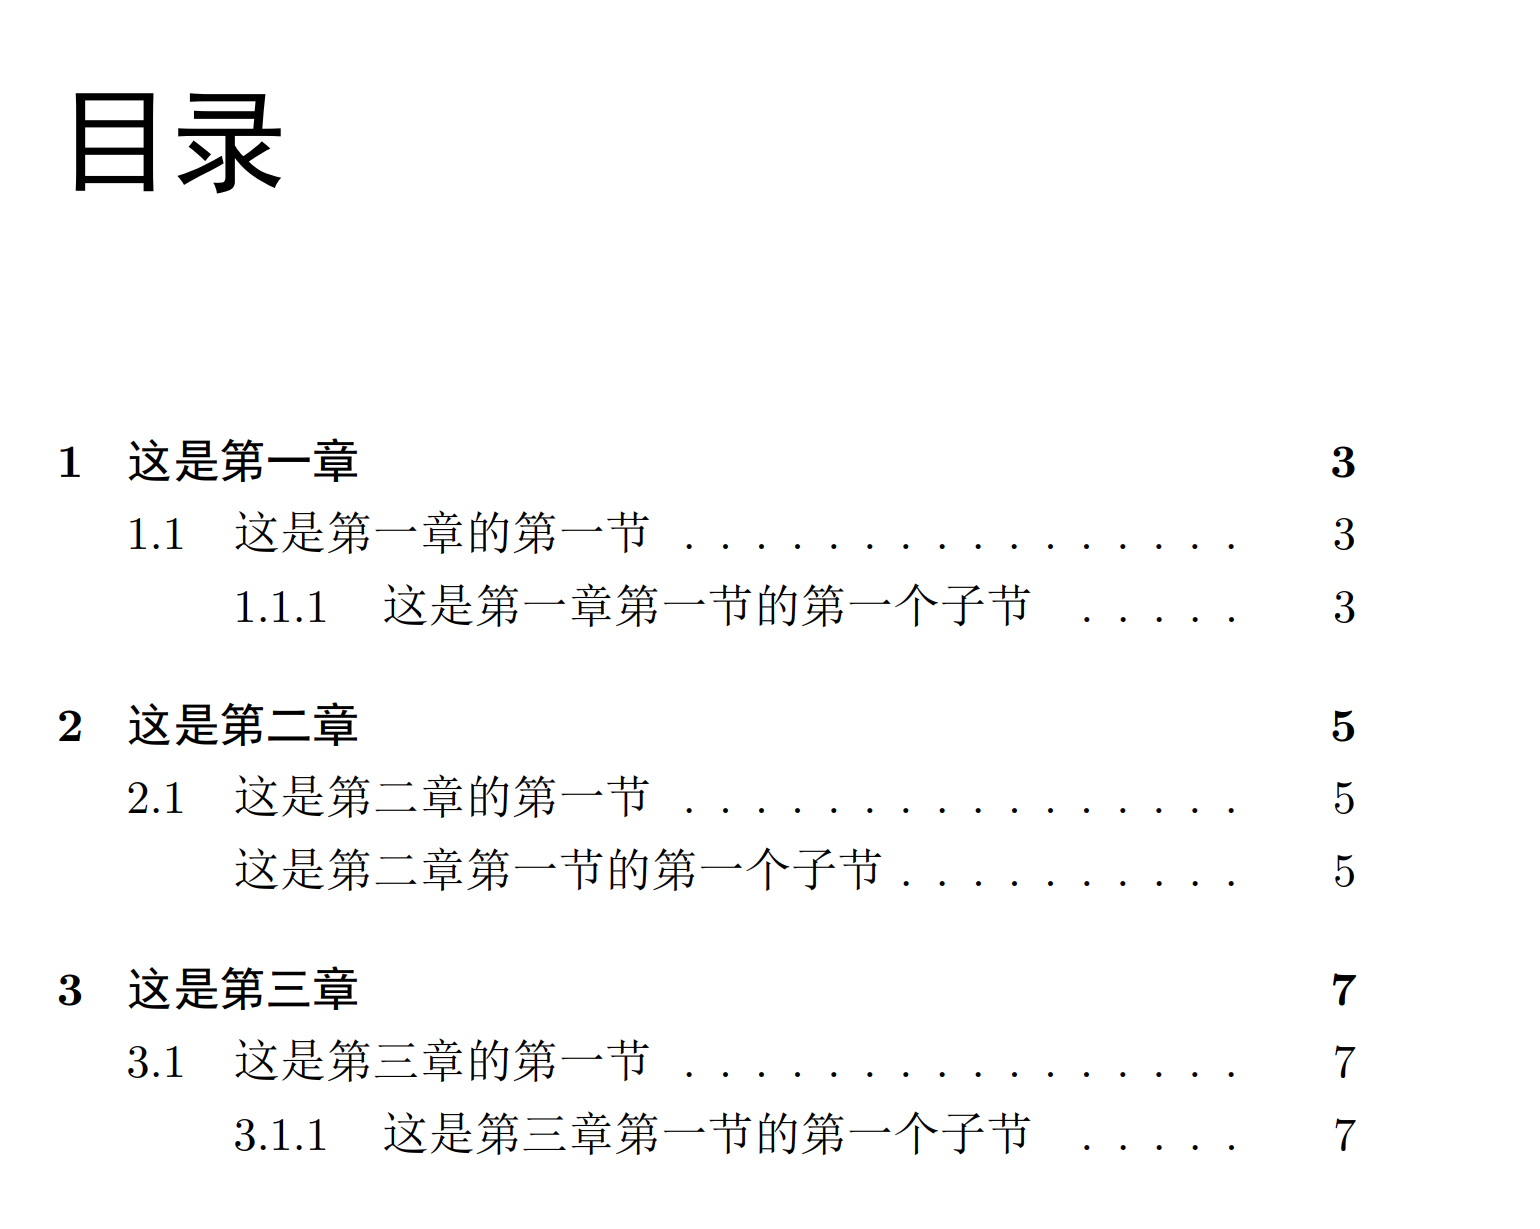 目录
1 这是第一章 3
1.1 这是第一章的第一节 . . . . . . . . . . . . . . . . 3
1.1.1 这是第一章第一节的第一个子节 . . . . . 3
2 这是第二章 5
2.1 这是第二章的第一节 . . . . . . . . . . . . . . . . 5
这是第二章第一节的第一个子节 . . . . . . . . . . 5
3 这是第三章 7
3.1 这是第三章的第一节 . . . . . . . . . . . . . . . . 7
3.1.1 这是第三章第一节的第一个子节 . . . . . 7